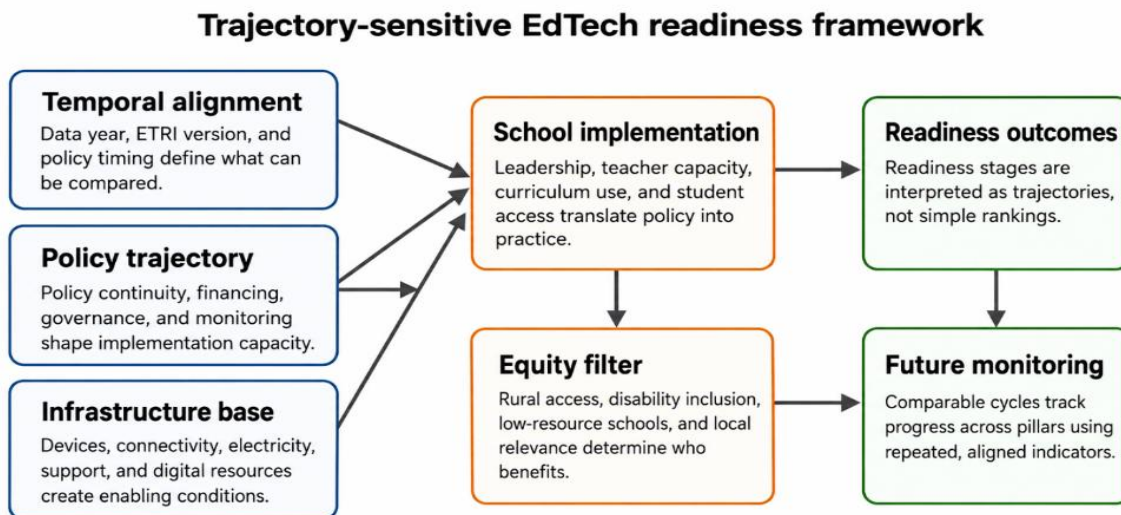 Trajectory-sensitive EdTech readiness framework
Temporal alignment
Data year, ETRI version, and
policy timing define what can
be compared.
Policy trajectory
Policy continuity, financing,
governance, and monitoring
shape implementation capacity.
Infrastructure base
Devices, connectivity, electricity,
support, and digital resources
create enabling conditions.
School implementation
Leadership, teacher capacity,
curriculum use, and student
access translate policy into
practice.
Equity filter
Rural access, disability inclusion,
low-resource schools, and local
relevance determine who
benefits.
Readiness outcomes
Readiness stages are
interpreted as trajectories,
not simple rankings.
Future monitoring
Comparable cycles track
progress across pillars using
repeated, aligned indicators.